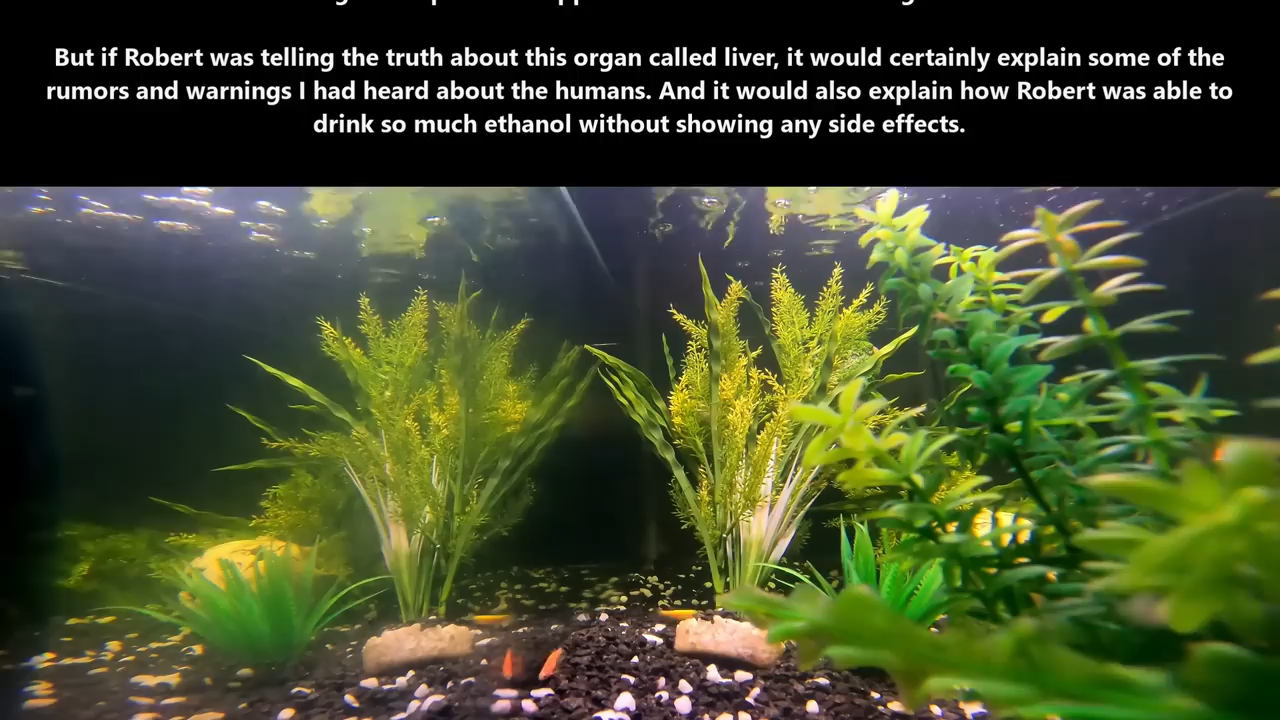 But if Robert was telling the truth about this organ called liver, it would certainly explain some of the
rumors and warnings I had heard about the humans. And it would also explain how Robert was able to
drink so much ethanol without showing any side effects.